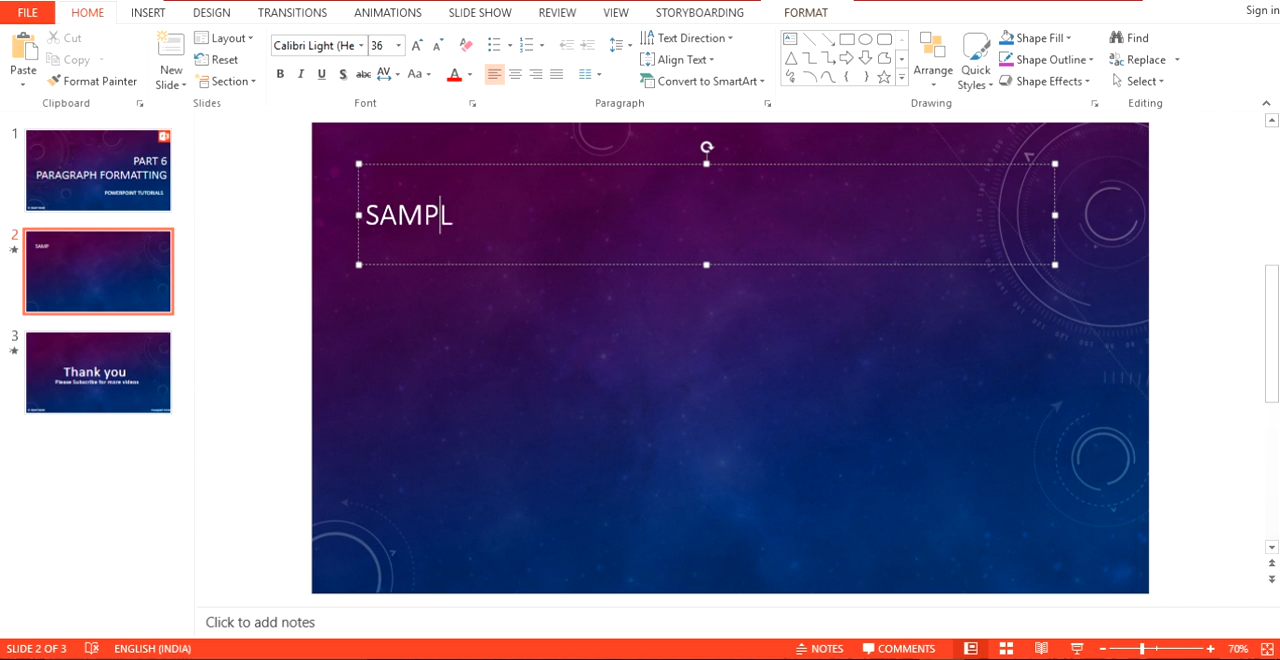 FILE HOME INSERT DESIGN TRANSITIONS ANIMATIONS SLIDE SHOW REVIEW VIEW STORYBOARDING FORMAT Sign in
Paste
Cut
Copy
Format Painter
Clipboard
New
Slide
Layout
Reset
Section
Slides
Calibri Light (He 36
B I U S abc AV Aa A
Font
Text Direction
Align Text
Convert to SmartArt
Paragraph
Arrange
Quick
Styles
Shape Fill
Shape Outline
Shape Effects
Drawing
Find
Replace
Select
Editing
1
PART 6
PARAGRAPH FORMATTING
POWERPOINT TUTORIALS
2
SAMP
3
Thank you
Please Subscribe for more videos
SAMPL
Click to add notes
SLIDE 2 OF 3 ENGLISH (INDIA) NOTES COMMENTS 70%